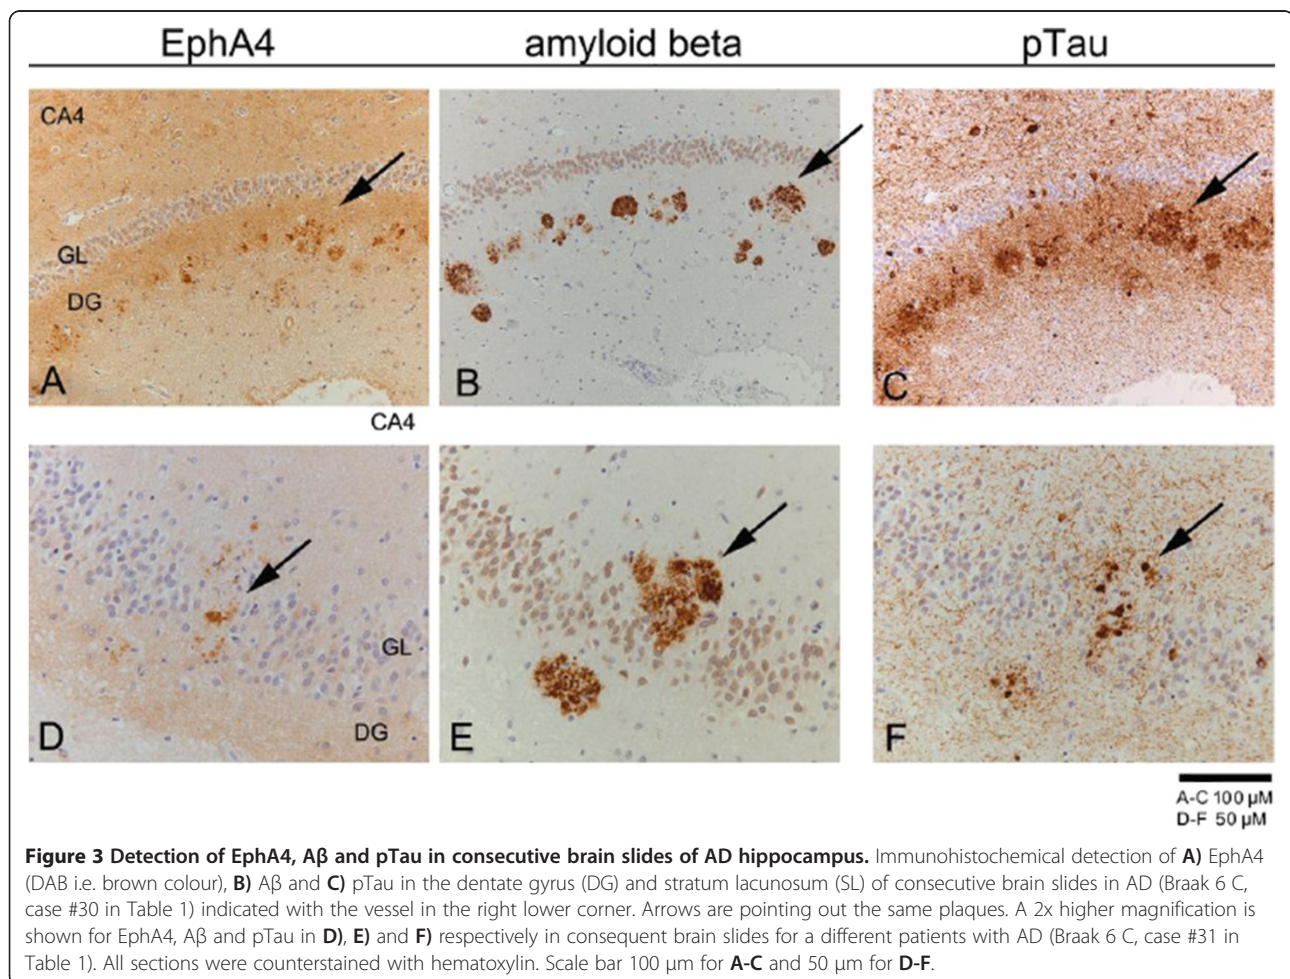 EphA4 amyloid beta pTau
CA4
GL
DG
A B C
CA4
GL
DG
D E F
A-C 100 µM
D-F 50 µM
Figure 3 Detection of EphA4, Aβ and pTau in consecutive brain slides of AD hippocampus. Immunohistochemical detection of A) EphA4
(DAB i.e. brown colour), B) Aβ and C) pTau in the dentate gyrus (DG) and stratum lacunosum (SL) of consecutive brain slides in AD (Braak 6 C,
case #30 in Table 1) indicated with the vessel in the right lower corner. Arrows are pointing out the same plaques. A 2x higher magnification is
shown for EphA4, Aβ and pTau in D), E) and F) respectively in consequent brain slides for a different patients with AD (Braak 6 C, case #31 in
Table 1). All sections were counterstained with hematoxylin. Scale bar 100 µm for A-C and 50 µm for D-F.